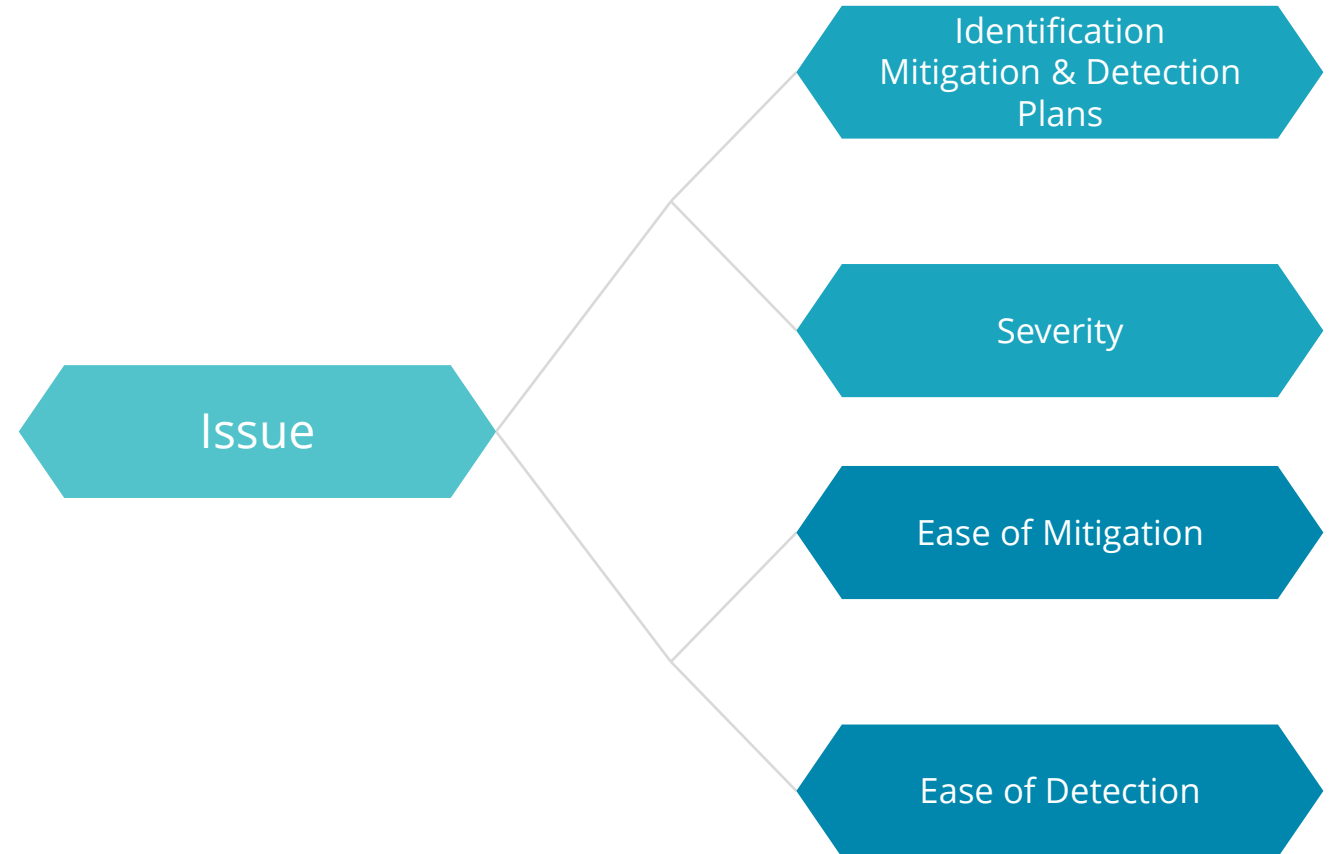 Identification
Mitigation & Detection
Plans
Severity
Issue
Ease of Mitigation
Ease of Detection